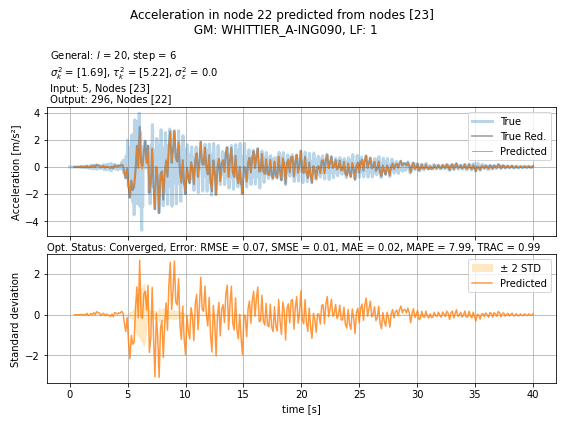 Acceleration in node 22 predicted from nodes [23]
GM: WHITTIER_A-ING090, LF: 1
General: l = 20, step = 6
σ²ₖ = [1.69], τ²ₖ = [5.22], σ²ε = 0.0
Input: 5, Nodes [23]
Output: 296, Nodes [22]
Acceleration [m/s²]
4
2
0
−2
−4
True
True Red.
Predicted
Opt. Status: Converged, Error: RMSE = 0.07, SMSE = 0.01, MAE = 0.02, MAPE = 7.99, TRAC = 0.99
Standard deviation
2
0
−2
± 2 STD
Predicted
0 5 10 15 20 25 30 35 40
time [s]